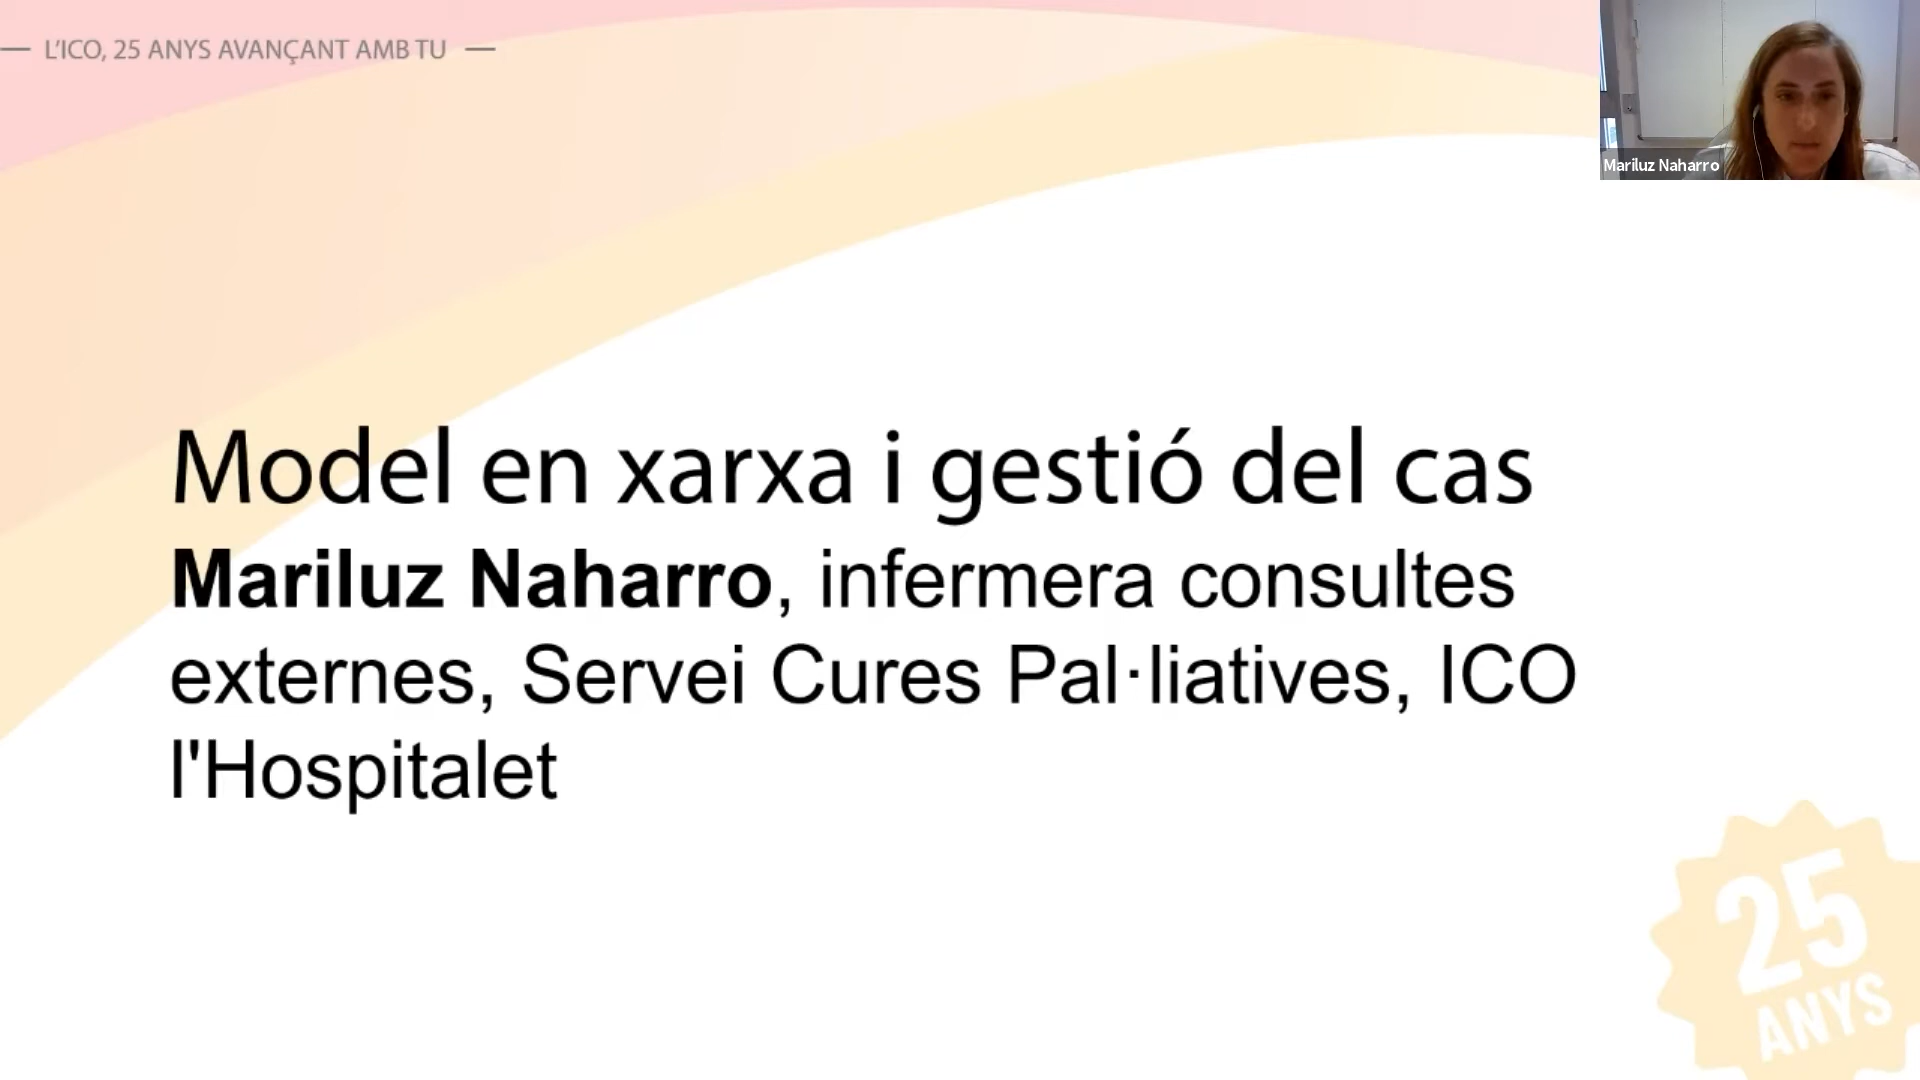 L'ICO, 25 ANYS AVANÇANT AMB TU
Mariluz Naharro
Model en xarxa i gestió del cas
Mariluz Naharro, infermera consultes
externes, Servei Cures Pal·liatives, ICO
l'Hospitalet
25
ANYS